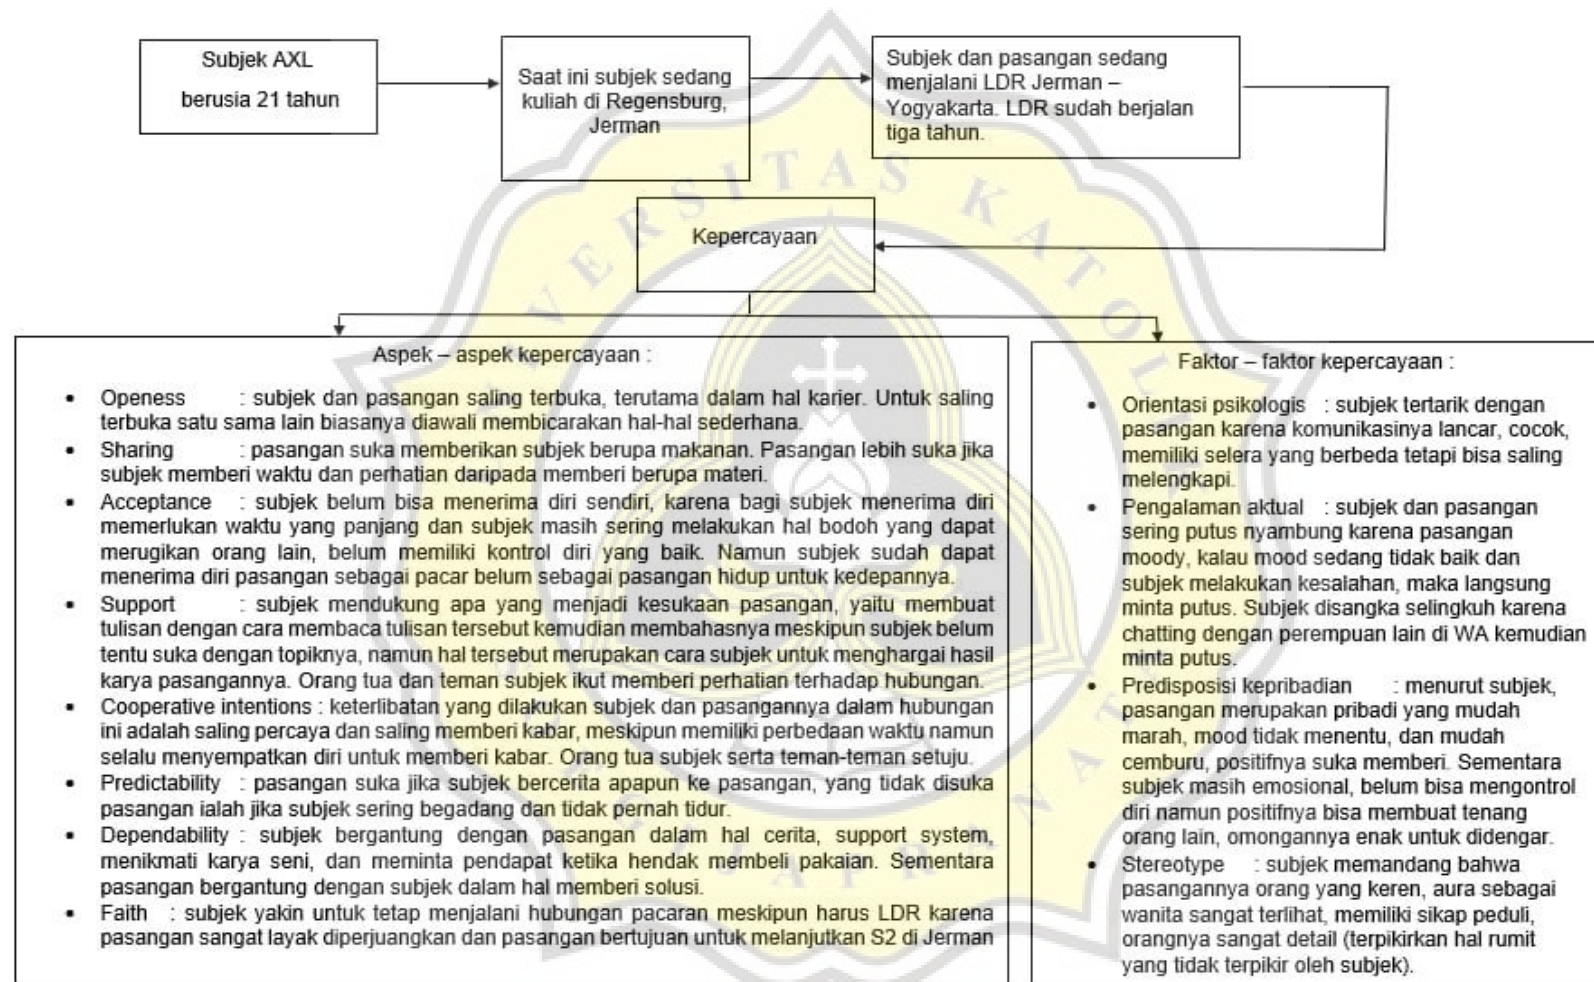 Subjek AXL
berusia 21 tahun
Saat ini subjek sedang
kuliah di Regensburg,
Jerman
Subjek dan pasangan sedang
menjalani LDR Jerman –
Yogyakarta. LDR sudah berjalan
tiga tahun.
Kepercayaan
Aspek – aspek kepercayaan :
• Openess : subjek dan pasangan saling terbuka, terutama dalam hal karier. Untuk saling
terbuka satu sama lain biasanya diawali membicarakan hal-hal sederhana.
• Sharing : pasangan suka memberikan subjek berupa makanan. Pasangan lebih suka jika
subjek memberi waktu dan perhatian daripada memberi berupa materi.
• Acceptance : subjek belum bisa menerima diri sendiri, karena bagi subjek menerima diri
memerlukan waktu yang panjang dan subjek masih sering melakukan hal bodoh yang dapat
merugikan orang lain, belum memiliki kontrol diri yang baik. Namun subjek sudah dapat
menerima diri pasangan sebagai pacar belum sebagai pasangan hidup untuk kedepannya.
• Support : subjek mendukung apa yang menjadi kesukaan pasangan, yaitu membuat
tulisan dengan cara membaca tulisan tersebut kemudian membahasnya meskipun subjek belum
tentu suka dengan topiknya, namun hal tersebut merupakan cara subjek untuk menghargai hasil
karya pasangannya. Orang tua dan teman subjek ikut memberi perhatian terhadap hubungan.
• Cooperative intentions : keterlibatan yang dilakukan subjek dan pasangannya dalam hubungan
ini adalah saling percaya dan saling memberi kabar, meskipun memiliki perbedaan waktu namun
selalu menyempatkan diri untuk memberi kabar. Orang tua subjek serta teman-teman setuju.
• Predictability : pasangan suka jika subjek bercerita apapun ke pasangan, yang tidak disuka
pasangan ialah jika subjek sering begadang dan tidak pernah tidur.
• Dependability : subjek bergantung dengan pasangan dalam hal cerita, support system,
menikmati karya seni, dan meminta pendapat ketika hendak membeli pakaian. Sementara
pasangan bergantung dengan subjek dalam hal memberi solusi.
• Faith : subjek yakin untuk tetap menjalani hubungan pacaran meskipun harus LDR karena
pasangan sangat layak diperjuangkan dan pasangan bertujuan untuk melanjutkan S2 di Jerman
Faktor – faktor kepercayaan :
• Orientasi psikologis : subjek tertarik dengan
pasangan karena komunikasinya lancar, cocok,
memiliki selera yang berbeda tetapi bisa saling
melengkapi.
• Pengalaman aktual : subjek dan pasangan
sering putus nyambung karena pasangan
moody, kalau mood sedang tidak baik dan
subjek melakukan kesalahan, maka langsung
minta putus. Subjek disangka selingkuh karena
chatting dengan perempuan lain di WA kemudian
minta putus.
• Predisposisi kepribadian : menurut subjek,
pasangan merupakan pribadi yang mudah
marah, mood tidak menentu, dan mudah
cemburu, positifnya suka memberi. Sementara
subjek masih emosional, belum bisa mengontrol
diri namun positifnya bisa membuat tenang
orang lain, omongannya enak untuk didengar.
• Stereotype : subjek memandang bahwa
pasangannya orang yang keren, aura sebagai
wanita sangat terlihat, memiliki sikap peduli,
orangnya sangat detail (terpikirkan hal rumit
yang tidak terpikir oleh subjek).